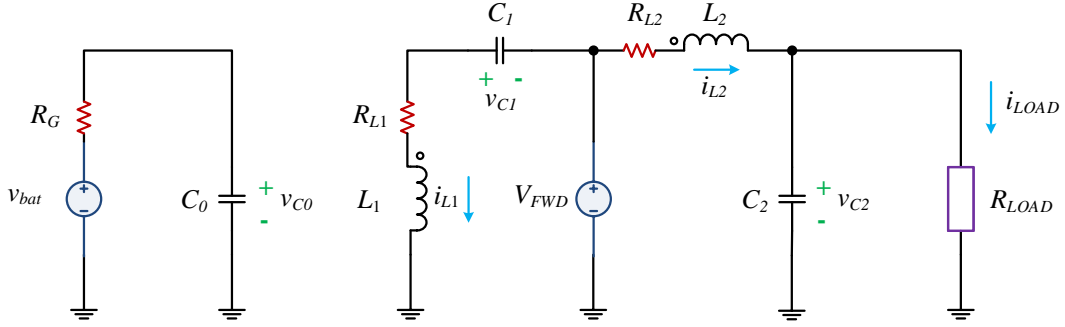 C1
RL2
L2
+ -
vC1
iL2
RG
RL1
iLOAD
vbat
+
−
C0
+
vC0
-
L1
iL1
VFWD
+
−
C2
+
vC2
-
RLOAD